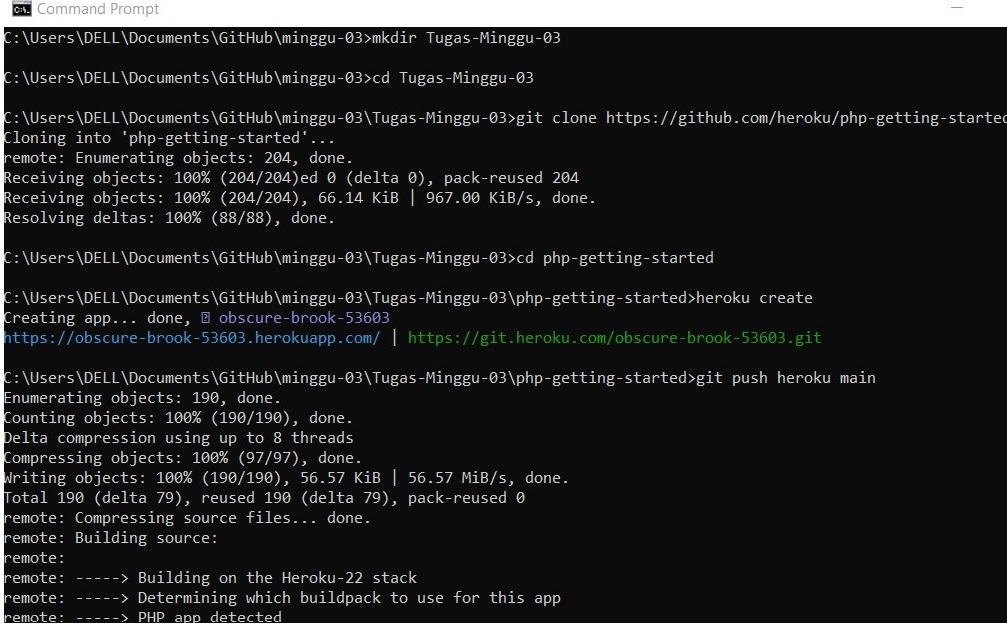 Command Prompt
C:\Users\DELL\Documents\GitHub\minggu-03>mkdir Tugas-Minggu-03
C:\Users\DELL\Documents\GitHub\minggu-03>cd Tugas-Minggu-03
C:\Users\DELL\Documents\GitHub\minggu-03\Tugas-Minggu-03>git clone https://github.com/heroku/php-getting-started
Cloning into 'php-getting-started'...
remote: Enumerating objects: 204, done.
Receiving objects: 100% (204/204)ed 0 (delta 0), pack-reused 204
Receiving objects: 100% (204/204), 66.14 KiB | 967.00 KiB/s, done.
Resolving deltas: 100% (88/88), done.
C:\Users\DELL\Documents\GitHub\minggu-03\Tugas-Minggu-03>cd php-getting-started
C:\Users\DELL\Documents\GitHub\minggu-03\Tugas-Minggu-03\php-getting-started>heroku create
Creating app... done, ⍰ obscure-brook-53603
https://obscure-brook-53603.herokuapp.com/ | https://git.heroku.com/obscure-brook-53603.git
C:\Users\DELL\Documents\GitHub\minggu-03\Tugas-Minggu-03\php-getting-started>git push heroku main
Enumerating objects: 190, done.
Counting objects: 100% (190/190), done.
Delta compression using up to 8 threads
Compressing objects: 100% (97/97), done.
Writing objects: 100% (190/190), 56.57 KiB | 56.57 MiB/s, done.
Total 190 (delta 79), reused 190 (delta 79), pack-reused 0
remote: Compressing source files... done.
remote: Building source:
remote:
remote: -----> Building on the Heroku-22 stack
remote: -----> Determining which buildpack to use for this app
remote: -----> PHP app detected